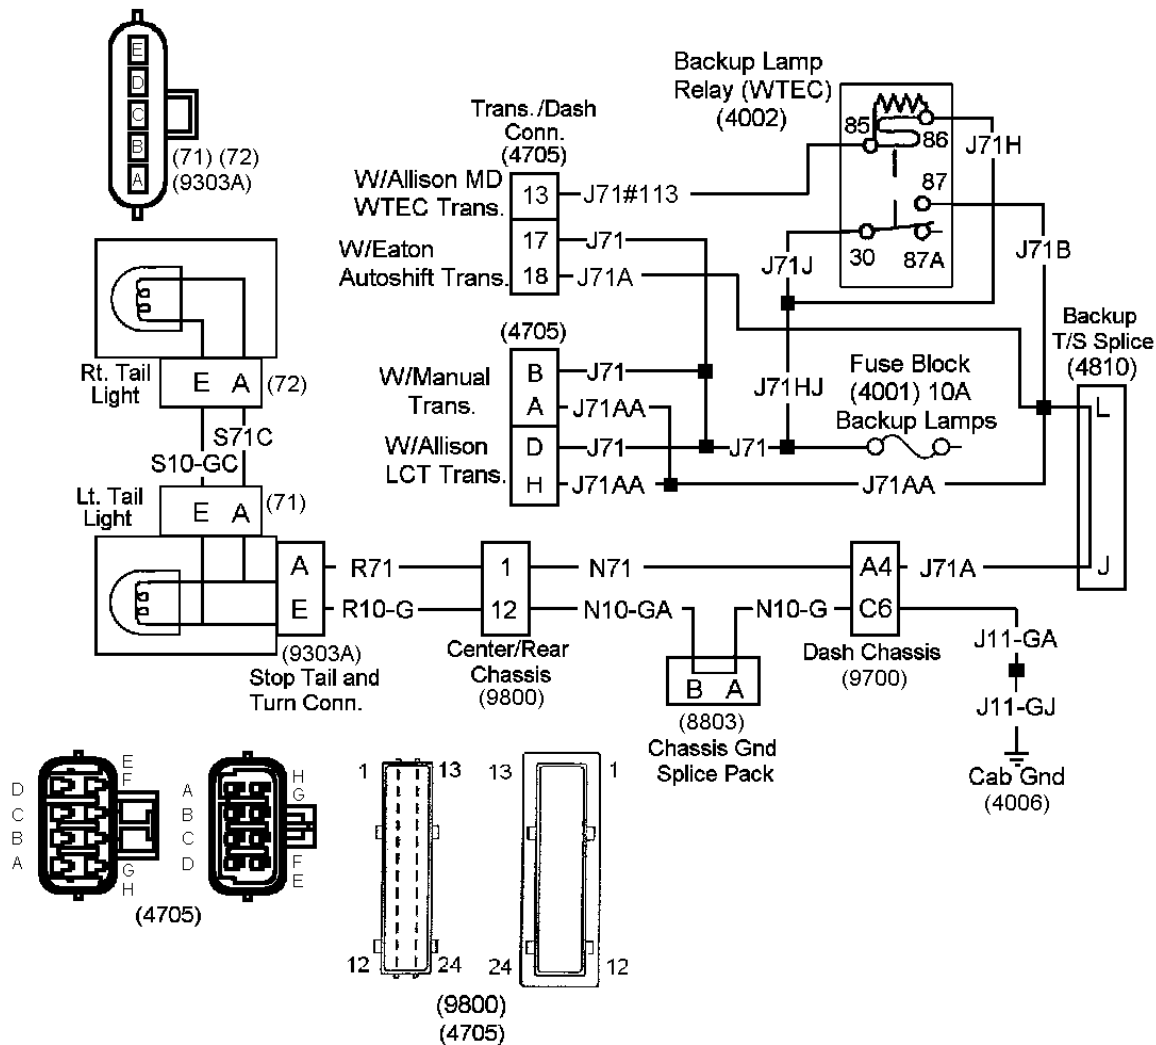 E
D
C
B
A
(71) (72)
(9303A)
Backup Lamp
Relay (WTEC)
(4002)
85
86
J71H
87
30
87A
J71B
J71J
Trans./Dash
Conn.
(4705)
W/Allison MD
WTEC Trans.
13
J71#113
W/Eaton
Autoshift Trans.
17
J71
18
J71A
(4705)
W/Manual
Trans.
B
J71
A
J71AA
W/Allison
LCT Trans.
D
J71
J71
H
J71AA
J71AA
J71HJ
Fuse Block
(4001) 10A
Backup Lamps
Backup
T/S Splice
(4810)
L
J
Rt. Tail
Light
E A
(72)
S71C
S10-GC
Lt. Tail
Light
E A
(71)
A
R71
1
N71
A4
J71A
E
R10-G
12
N10-GA
N10-G
C6
(9303A)
Stop Tail and
Turn Conn.
Center/Rear
Chassis
(9800)
B A
(8803)
Chassis Gnd
Splice Pack
Dash Chassis
(9700)
J11-GA
J11-GJ
Cab Gnd
(4006)
D
C
B
A
E
F
G
H
A
B
C
D
H
G
F
E
(4705)
1
13
12
24
13
1
24
12
(9800)
(4705)